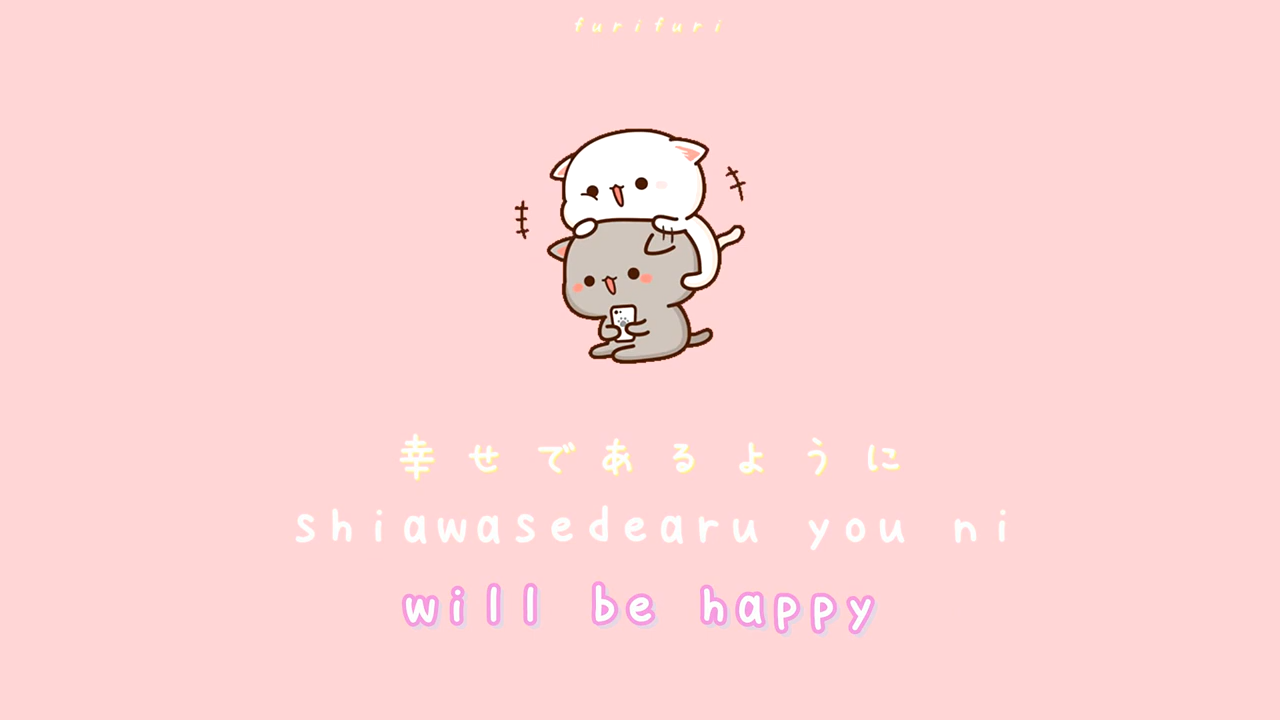 furifuri
幸せであるように
shiawasedearu you ni
will be happy